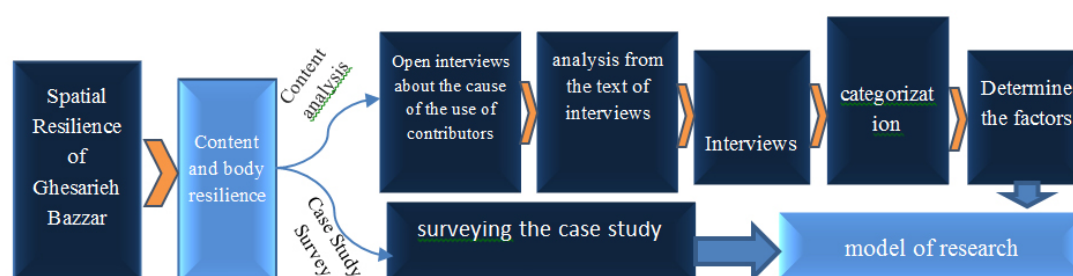 Spatial
Resilience
of
Ghesarieh
Bazzar
Content
and body
resilience
Content
analysis
Open interviews
about the cause
of the use of
contributors
analysis from
the text of
interviews
Interviews
categorizat
ion
Determine
the factors
Case Study
Survey
surveying the case study
model of research